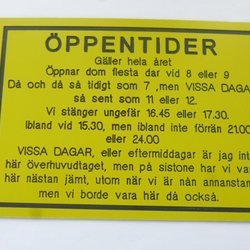 ÖPPENTIDER
Gäller hela året
Öppnar dom flesta dar vid 8 eller 9
Då och då så tidigt som 7 ,men VISSA DAGAR
så sent som 11 eller 12.
Vi stänger ungefär 16.45 eller 17.30.
Ibland vid 15.30, men ibland inte förrän 21.00
eller 24.00
VISSA DAGAR, eller eftermiddagar är jag inte
här överhuvudtaget, men på sistone har vi varit
här nästan jämt, utom när vi är nån annanstans
men vi borde vara här då också.